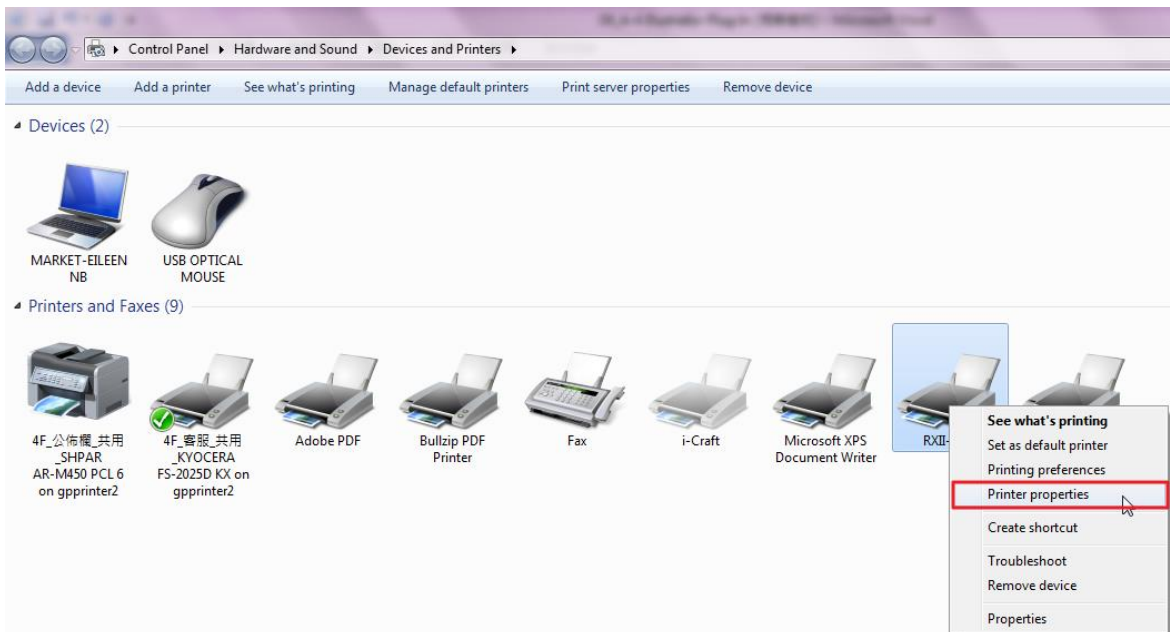 Control Panel ▸ Hardware and Sound ▸ Devices and Printers ▸
Add a device Add a printer See what's printing Manage default printers Print server properties Remove device
Devices (2)
MARKET-EILEEN
NB
USB OPTICAL
MOUSE
Printers and Faxes (9)
4F_公佈欄_共用
_SHPAR
AR-M450 PCL 6
on gpprinter2
4F_客服_共用
_KYOCERA
FS-2025D KX on
gpprinter2
Adobe PDF
Bullzip PDF
Printer
Fax
i-Craft
Microsoft XPS
Document Writer
RXII-
See what's printing
Set as default printer
Printing preferences
Printer properties
Create shortcut
Troubleshoot
Remove device
Properties